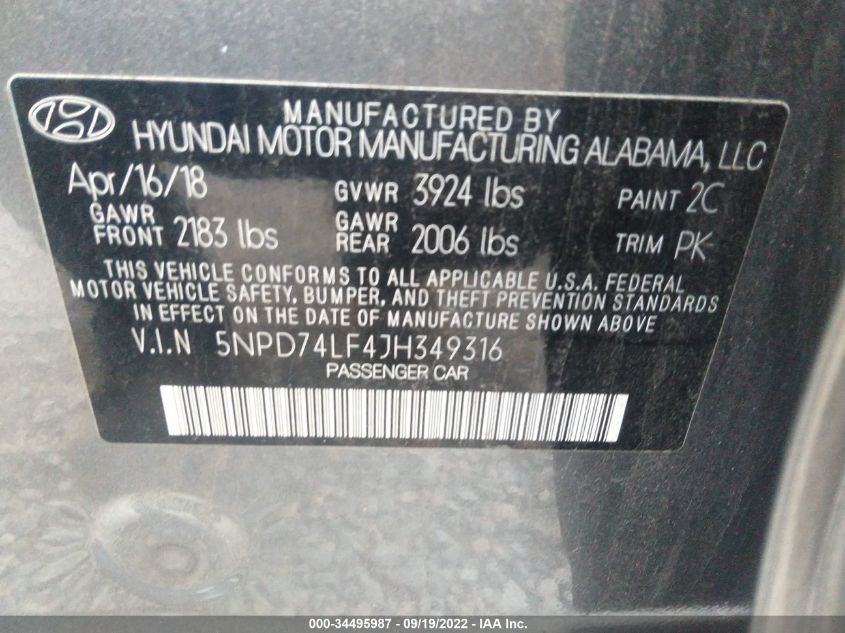 MANUFACTURED BY
HYUNDAI MOTOR MANUFACTURING ALABAMA, LLC
Apr/16/18 GVWR 3924 lbs PAINT 2C
GAWR FRONT 2183 lbs GAWR REAR 2006 lbs TRIM PK
THIS VEHICLE CONFORMS TO ALL APPLICABLE U.S.A. FEDERAL
MOTOR VEHICLE SAFETY, BUMPER, AND THEFT PREVENTION STANDARDS
IN EFFECT ON THE DATE OF MANUFACTURE SHOWN ABOVE
V.I.N 5NPD74LF4JH349316
PASSENGER CAR
000-34495987 - 09/19/2022 - IAA Inc.